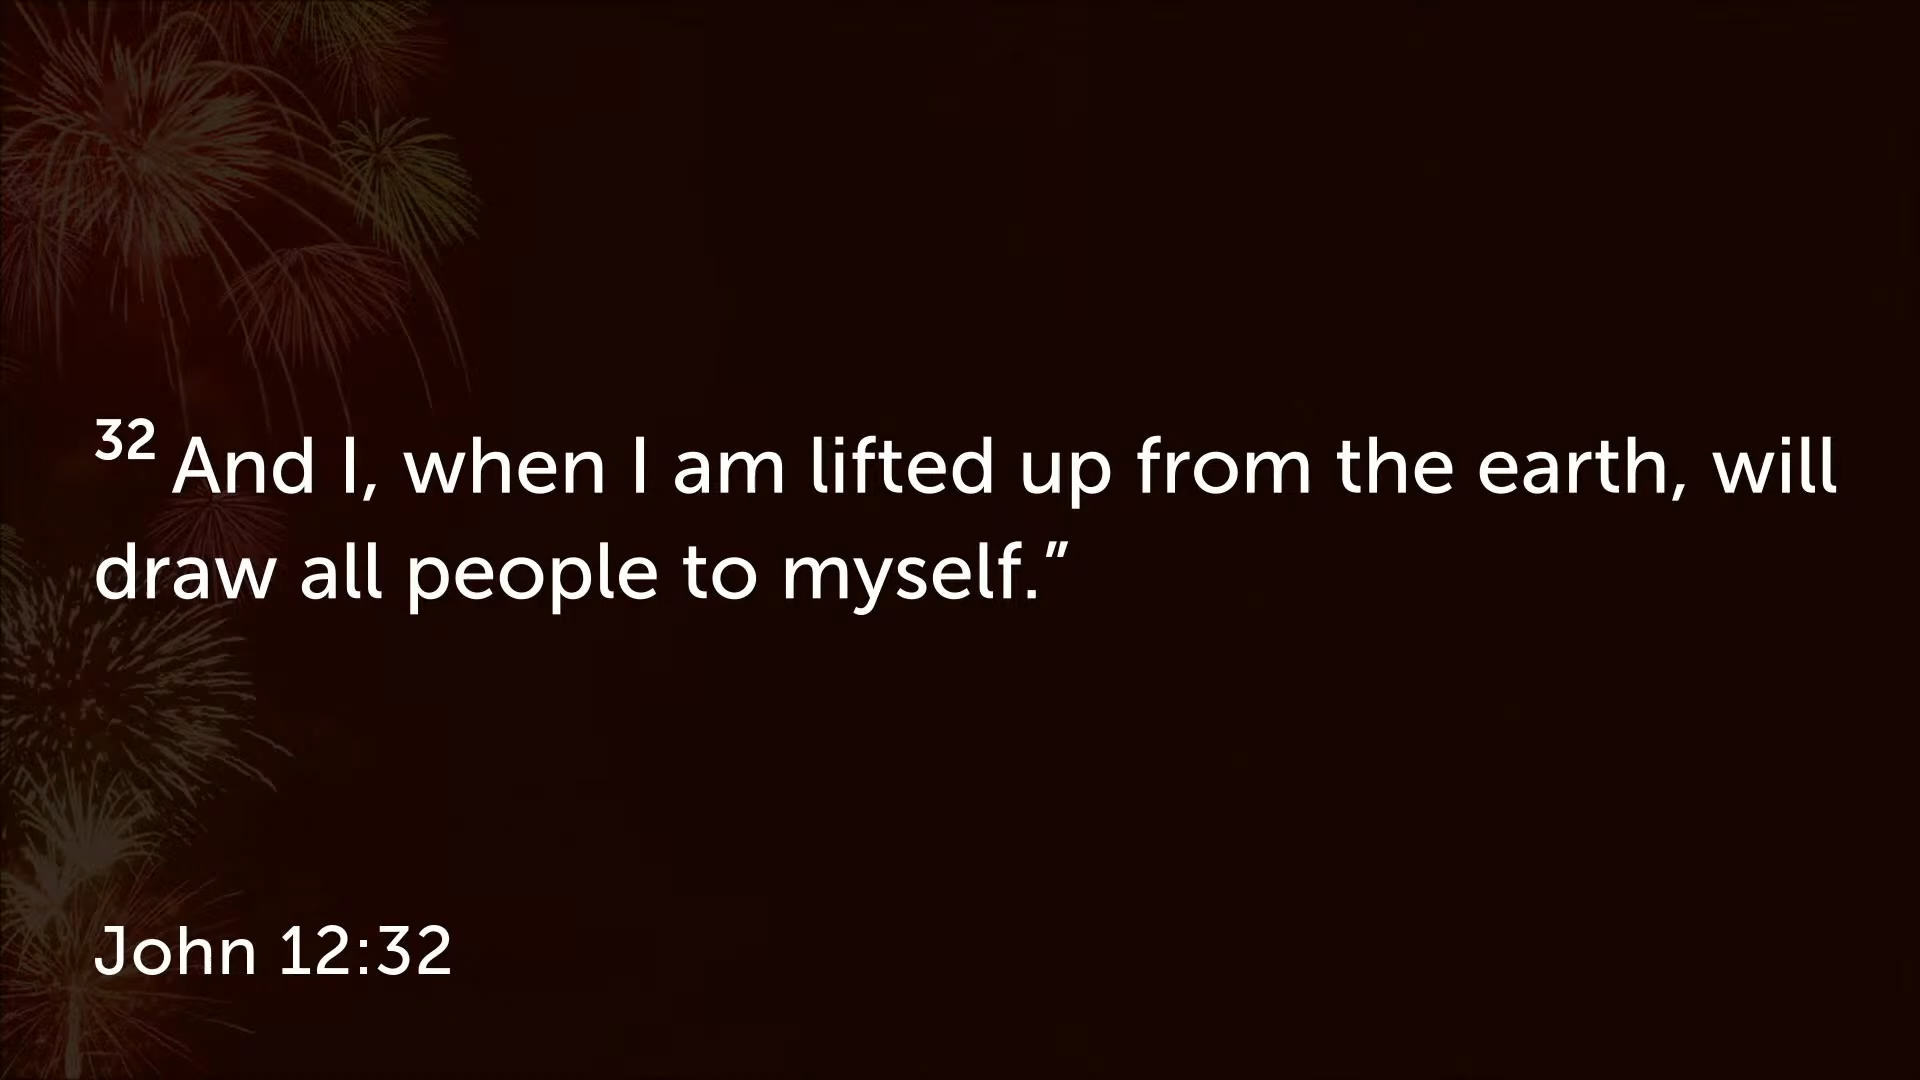 32 And I, when I am lifted up from the earth, will
draw all people to myself.”
John 12:32